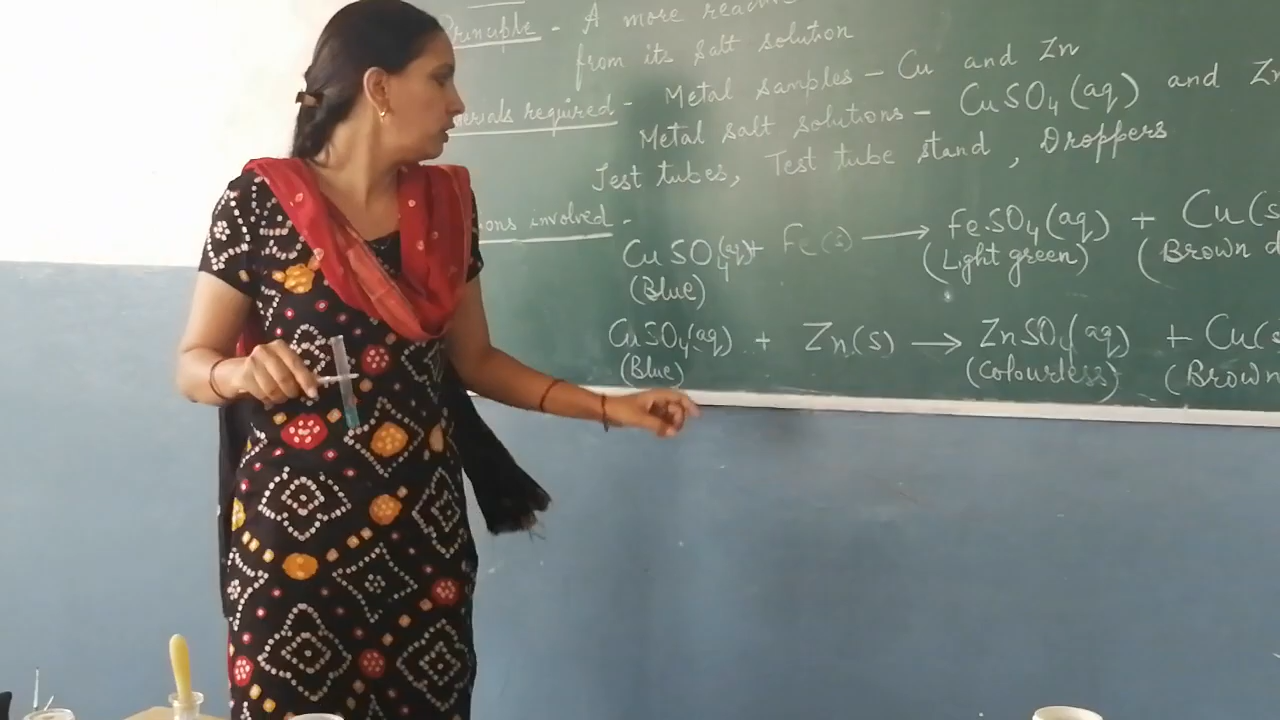 Principle - A more
from its salt solution
required - Metal samples - Cu and Zn
Metal salt solutions - CuSO₄ (aq) and
Test tubes, Test tube stand , Droppers
involved -
CuSO₄(aq) + Fe(s) ⟶ FeSO₄(aq) + Cu(s
(Blue) (Light green) (Brown
CuSO₄(aq) + Zn(s) ⟶ ZnSO₄(aq) + Cu(s
(Blue) (Colourless) (Brown